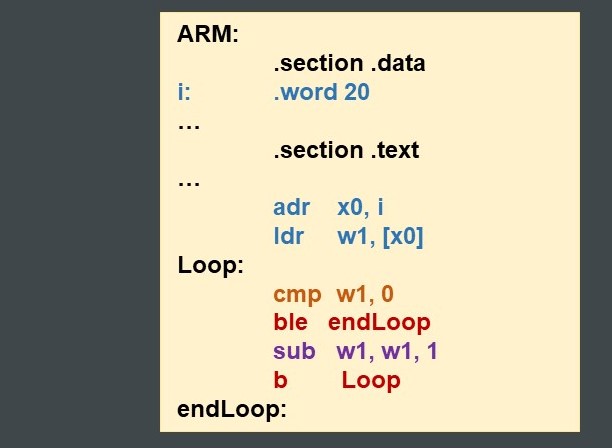 ARM:
.section .data
i: .word 20
...
.section .text
...
adr x0, i
ldr w1, [x0]
Loop:
cmp w1, 0
ble endLoop
sub w1, w1, 1
b Loop
endLoop: